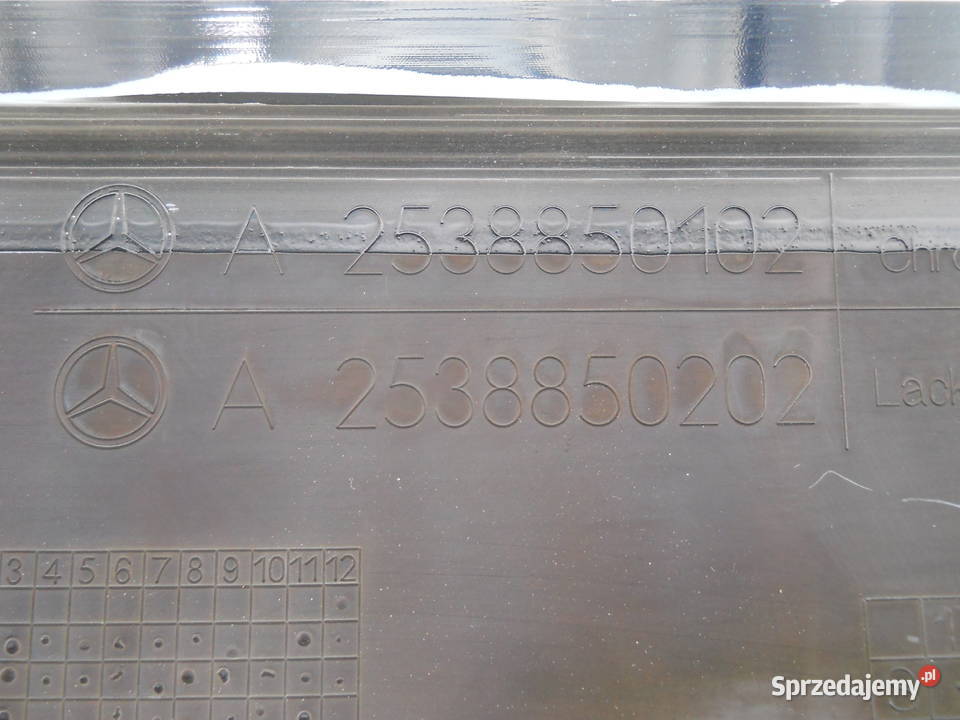 A 2538850102
A 2538850202
Lack
3 4 5 6 7 8 9 10 11 12
Sprzedajemy.pl